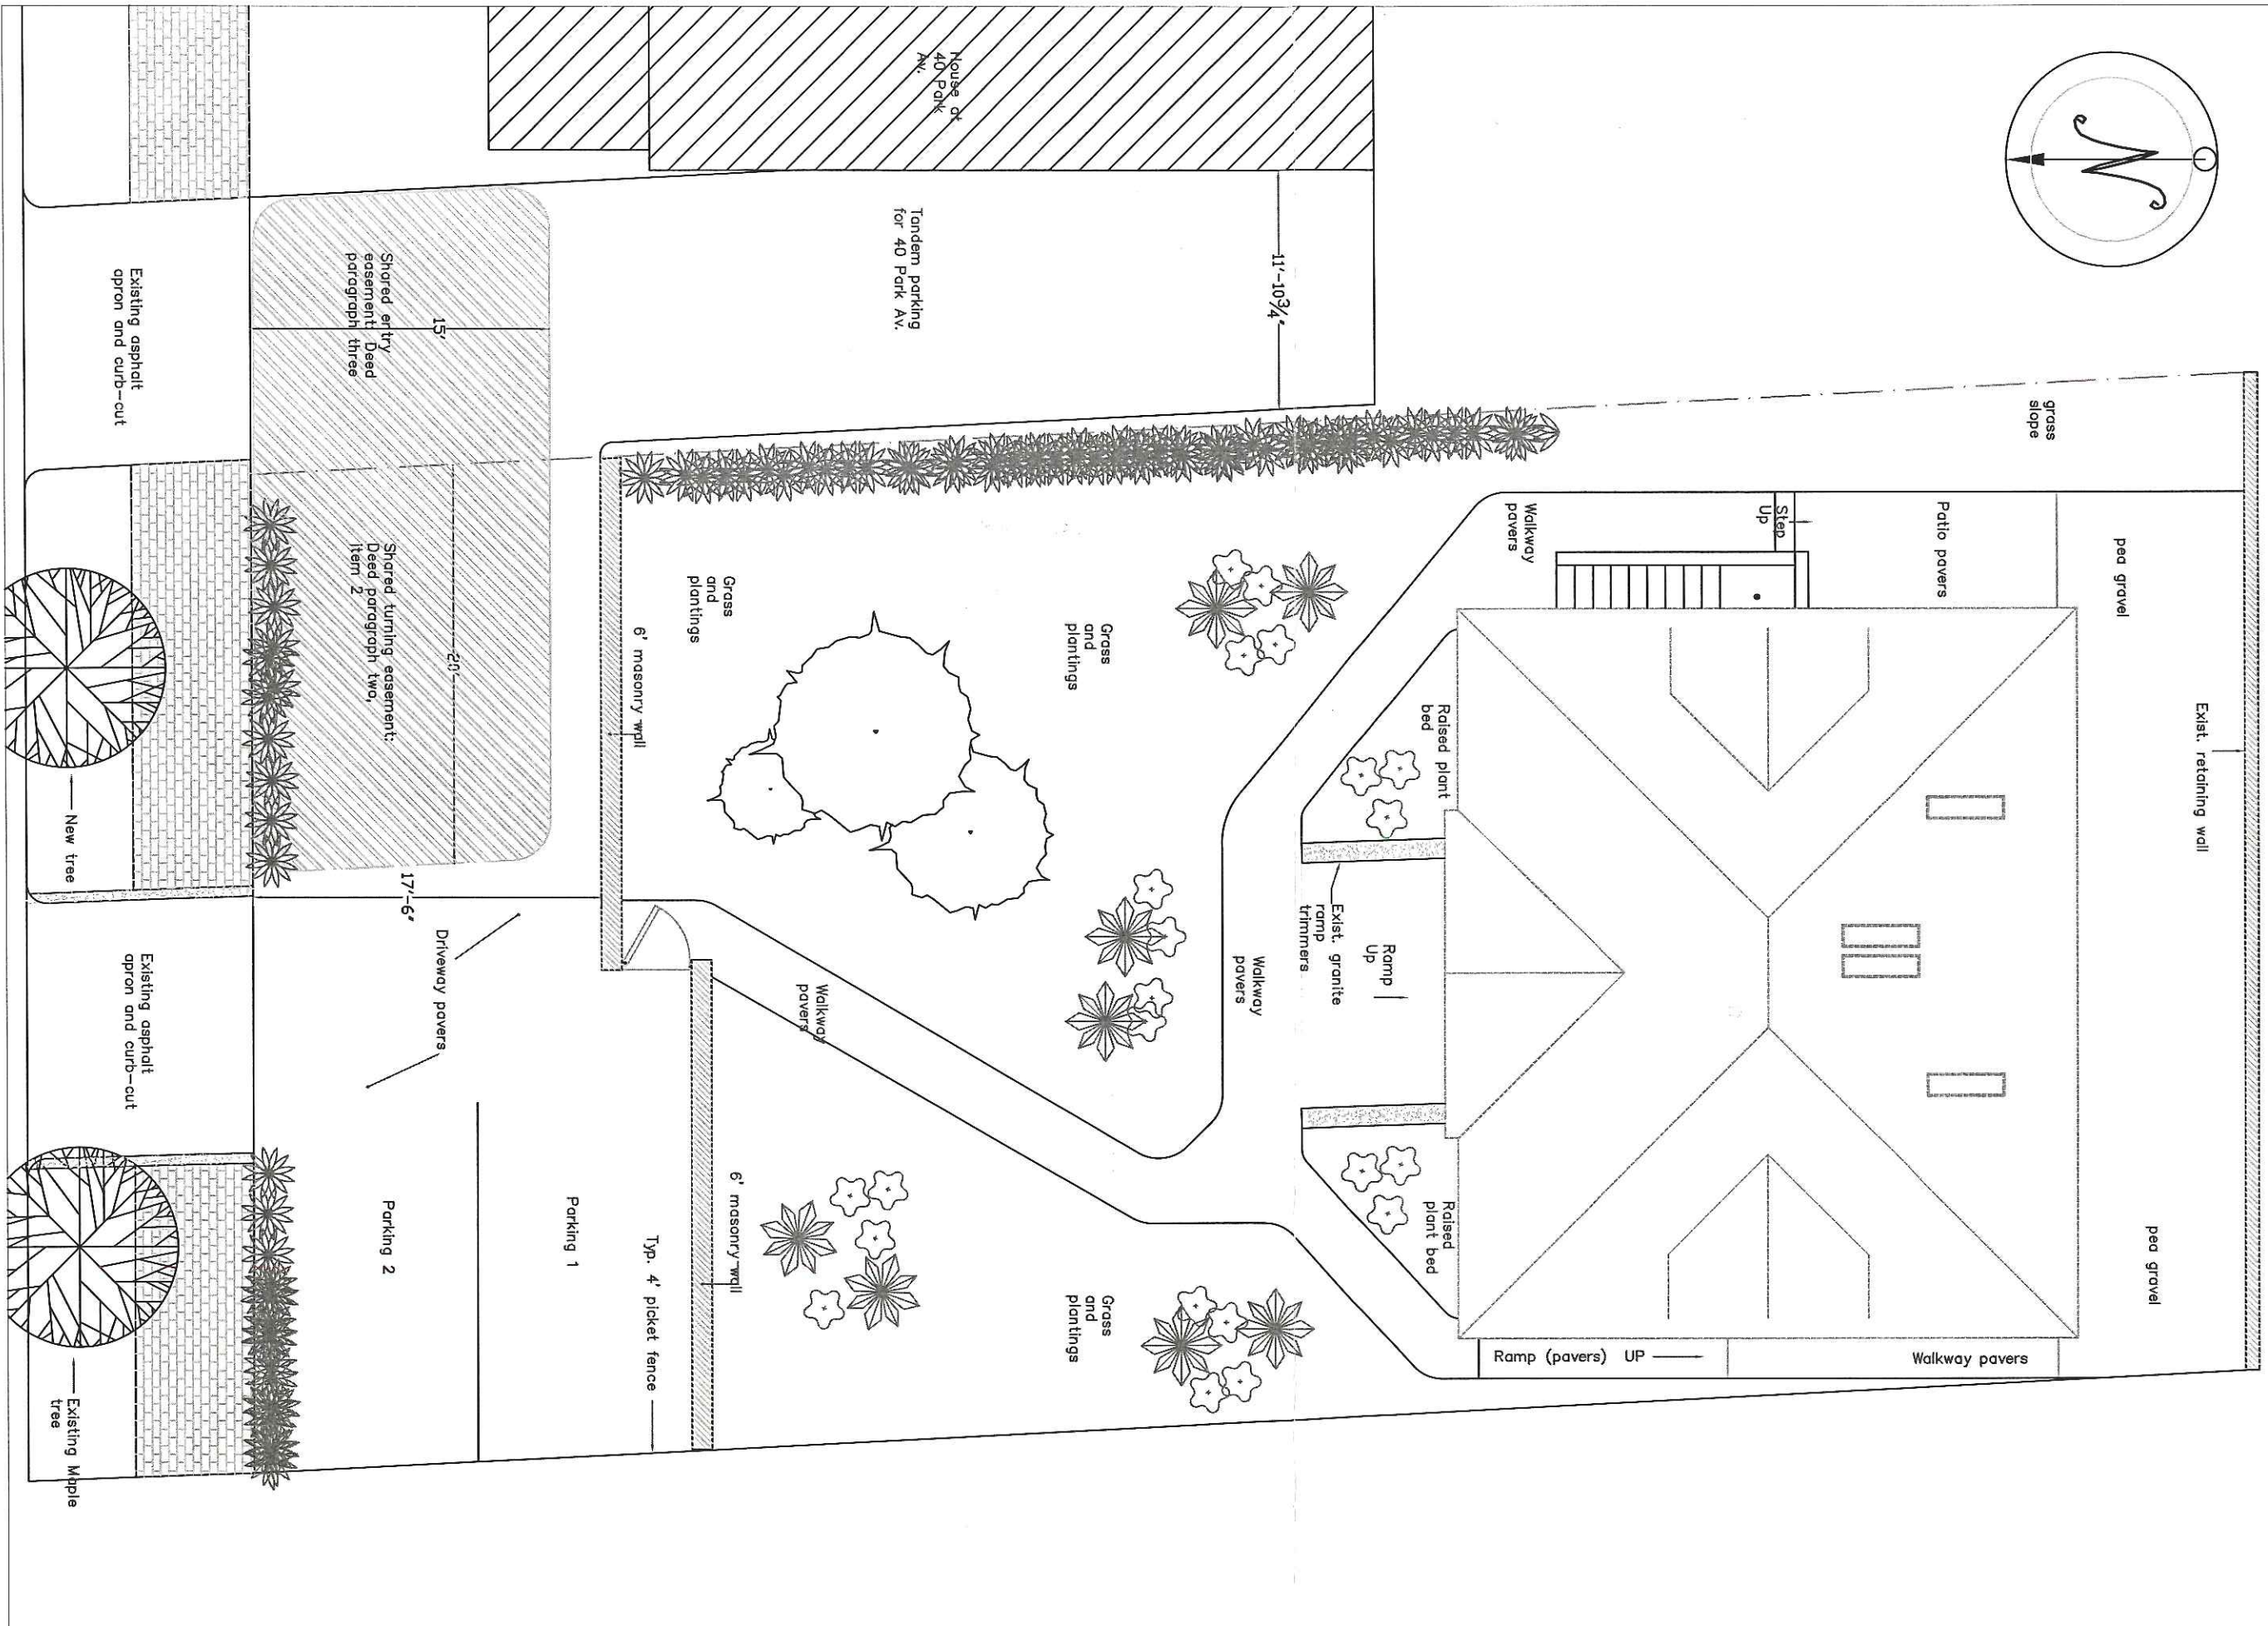 House at
40 Park
Av.
N
Tandem parking
for 40 Park Av.
11'-10¾"
Shared entry
easement: Deed
paragraph three
15'
Existing asphalt
apron and curb-cut
Shared turning easement:
Deed paragraph two,
item 2
20'
New tree
17'-6"
Driveway pavers
Existing asphalt
apron and curb-cut
Parking 2
Parking 1
Typ. 4' picket fence
Existing Maple
tree
6' masonry wall
6' masonry wall
Grass
and
plantings
Grass
and
plantings
Grass
and
plantings
Walkway
pavers
Walkway
pavers
Walkway
pavers
Step
Up
Patio pavers
grass
slope
pea gravel
Exist. retaining wall
pea gravel
Raised plant
bed
Exist. granite
ramp
trimmers
Ramp
Up
Raised
plant bed
Ramp (pavers) UP
Walkway pavers